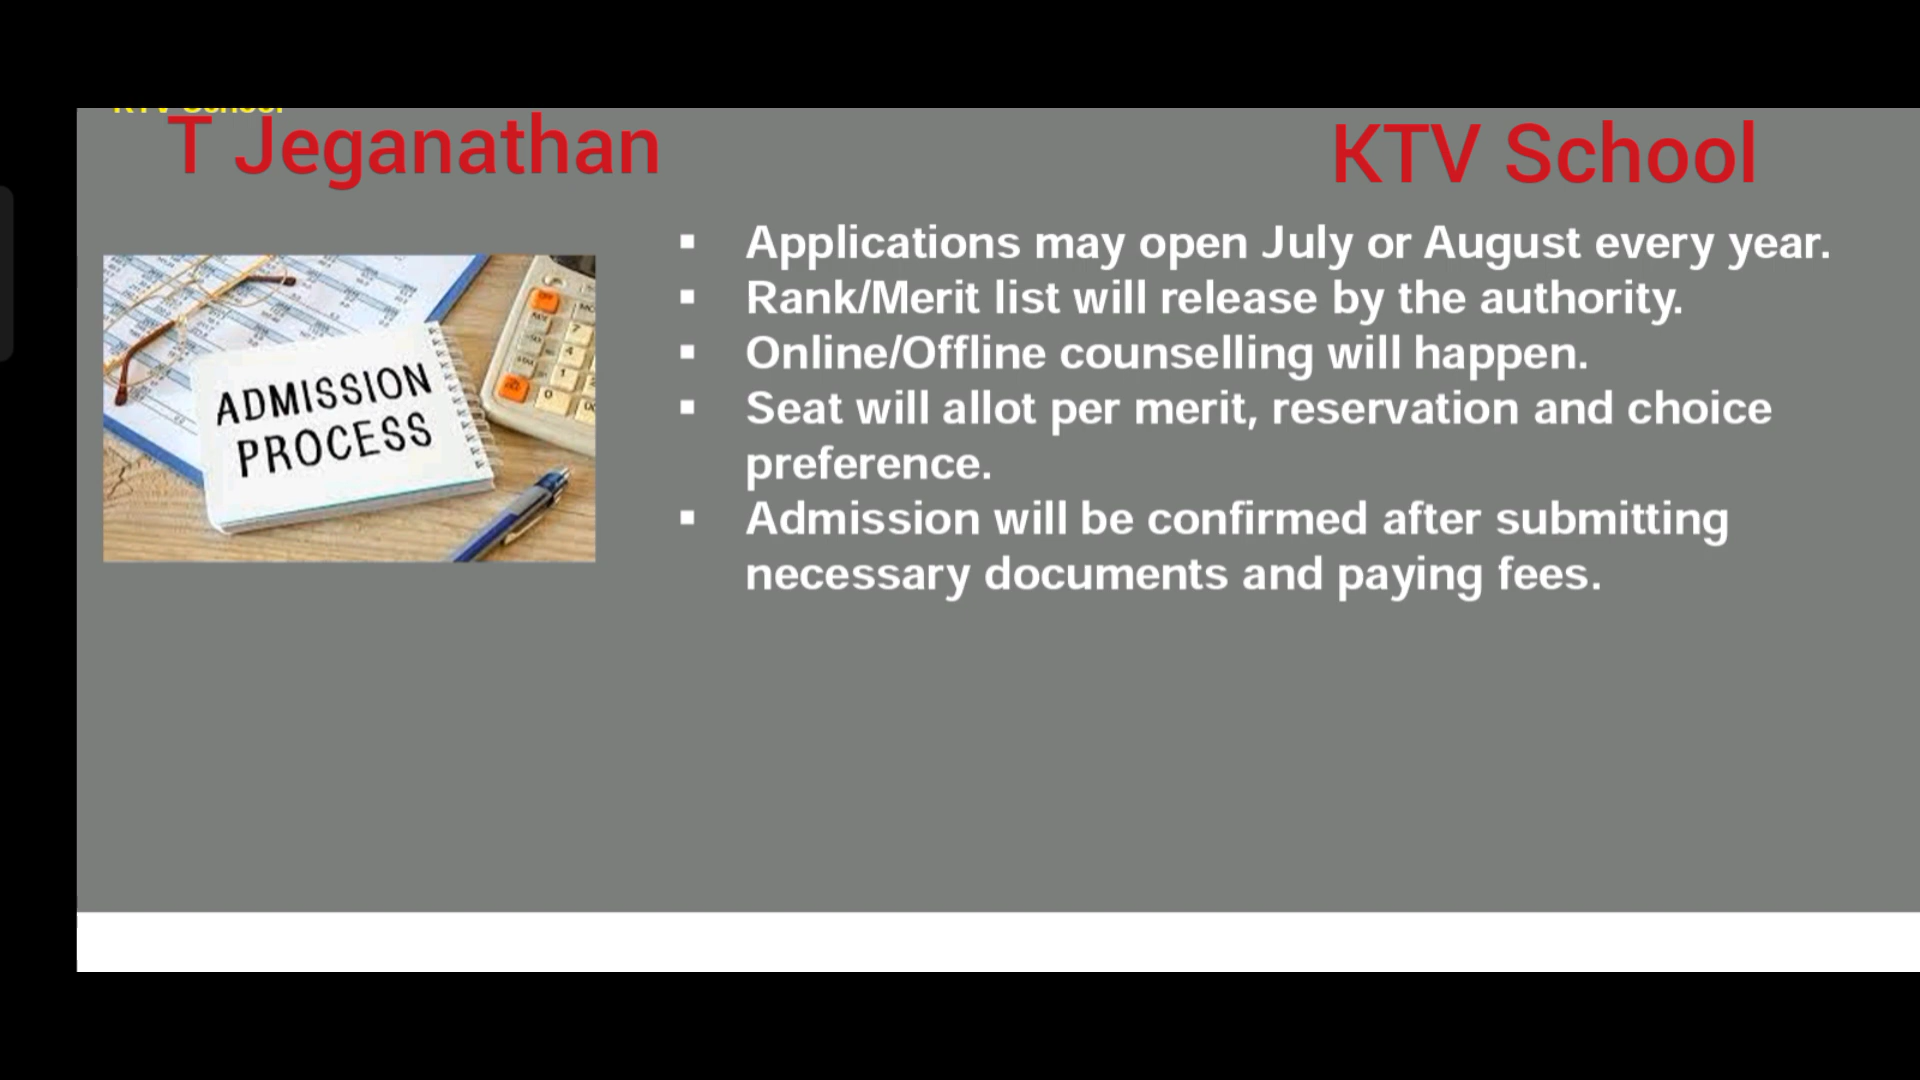 KTV School
T Jeganathan
KTV School
ADMISSION
PROCESS
▪ Applications may open July or August every year.
▪ Rank/Merit list will release by the authority.
▪ Online/Offline counselling will happen.
▪ Seat will allot per merit, reservation and choice
preference.
▪ Admission will be confirmed after submitting
necessary documents and paying fees.